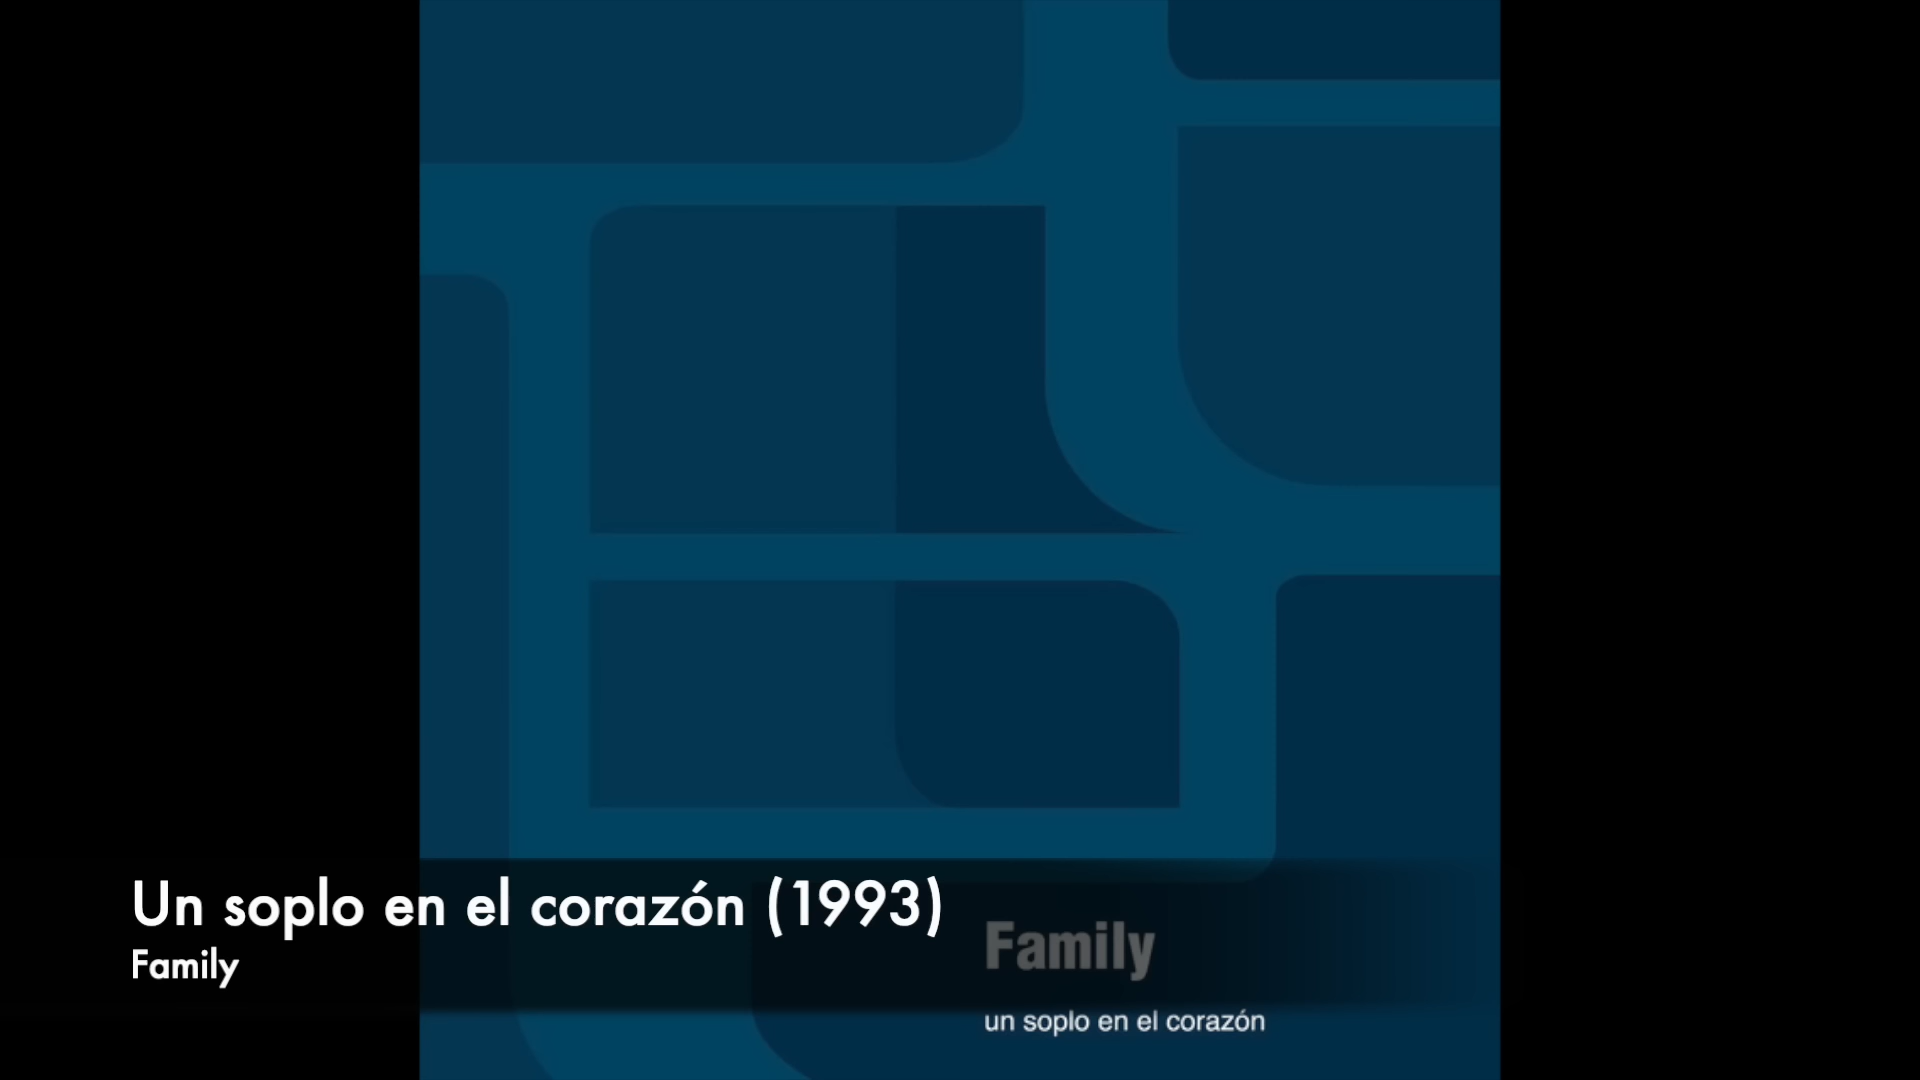 Un soplo en el corazón (1993)
Family
Family
un soplo en el corazón